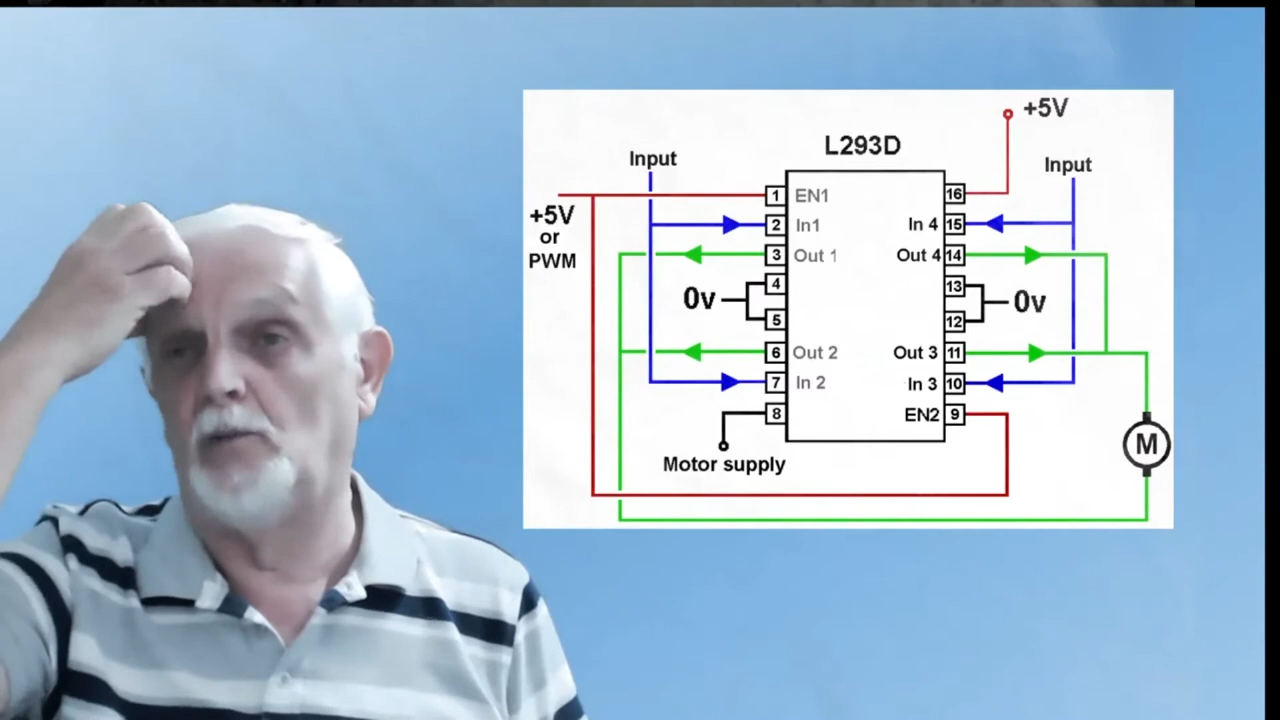 L293D
+5V
Input
Input
+5V
or
PWM
1 EN1
2 In1
3 Out 1
4
5
0v
6 Out 2
7 In 2
8
Motor supply
16
In 4 15
Out 4 14
13
12
0v
Out 3 11
In 3 10
EN2 9
M